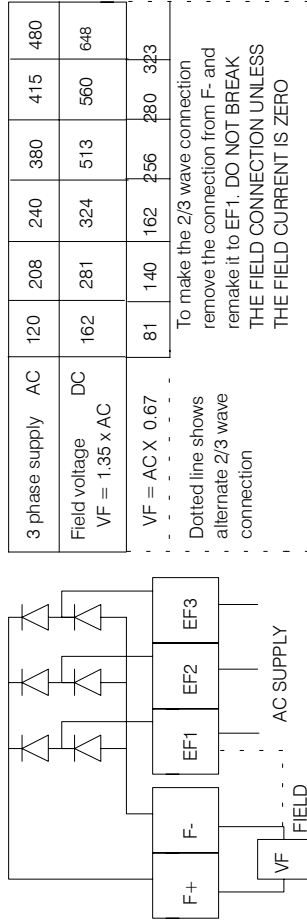 3 phase supply AC 120 208 240 380 415 480
Field voltage DC 162 281 324 513 560 648
VF = 1.35 x AC
VF = AC X 0.67 81 140 162 256 280 323
Dotted line shows
alternate 2/3 wave
connection
To make the 2/3 wave connection
remove the connection from F- and
remake it to EF1. DO NOT BREAK
THE FIELD CONNECTION UNLESS
THE FIELD CURRENT IS ZERO
F+ F- EF1 EF2 EF3
VF
FIELD
AC SUPPLY